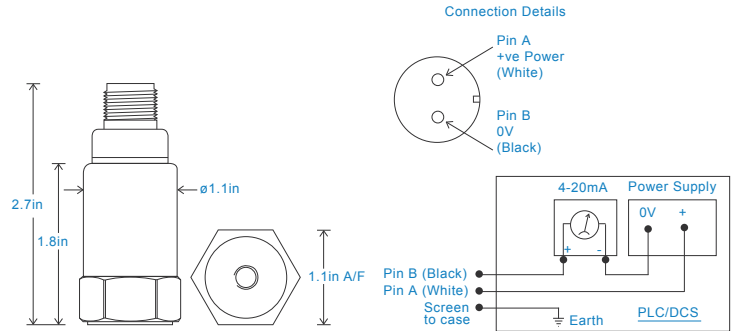 Connection Details
Pin A
+ve Power
(White)
Pin B
0V
(Black)
2.7in
1.8in
ø1.1in
1.1in A/F
4-20mA
Power Supply
0V +
+ -
Pin B (Black)
Pin A (White)
Screen
to case
Earth
PLC/DCS